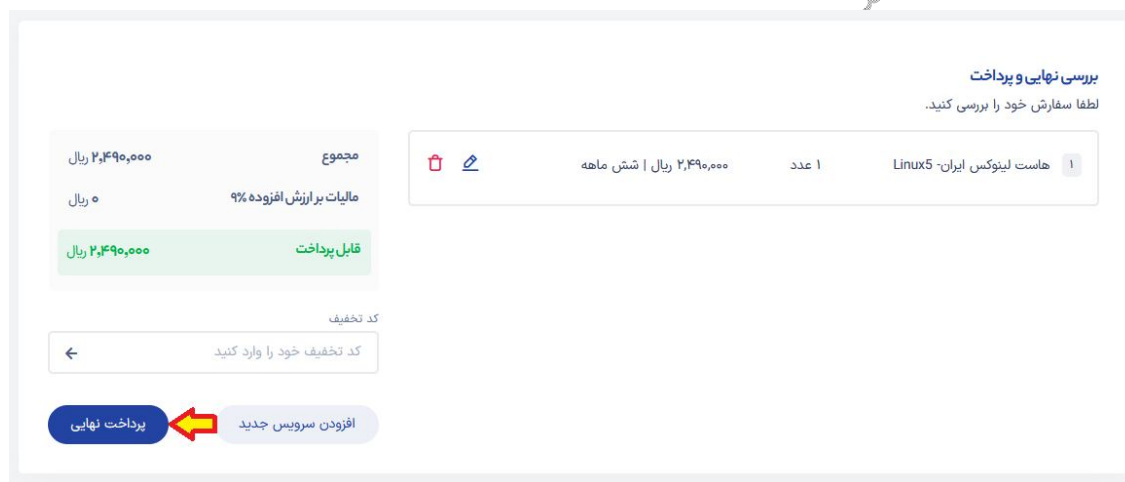 بررسی نهایی و پرداخت
لطفا سفارش خود را بررسی کنید.
۱ هاست لینوکس ایران- Linux5 ۱ عدد ۲,۴۹۰,۰۰۰ ریال | شش ماهه
مجموع ۲,۴۹۰,۰۰۰ ریال
مالیات بر ارزش افزوده ۹% ۰ ریال
قابل پرداخت ۲,۴۹۰,۰۰۰ ریال
کد تخفیف
کد تخفیف خود را وارد کنید
افزودن سرویس جدید پرداخت نهایی